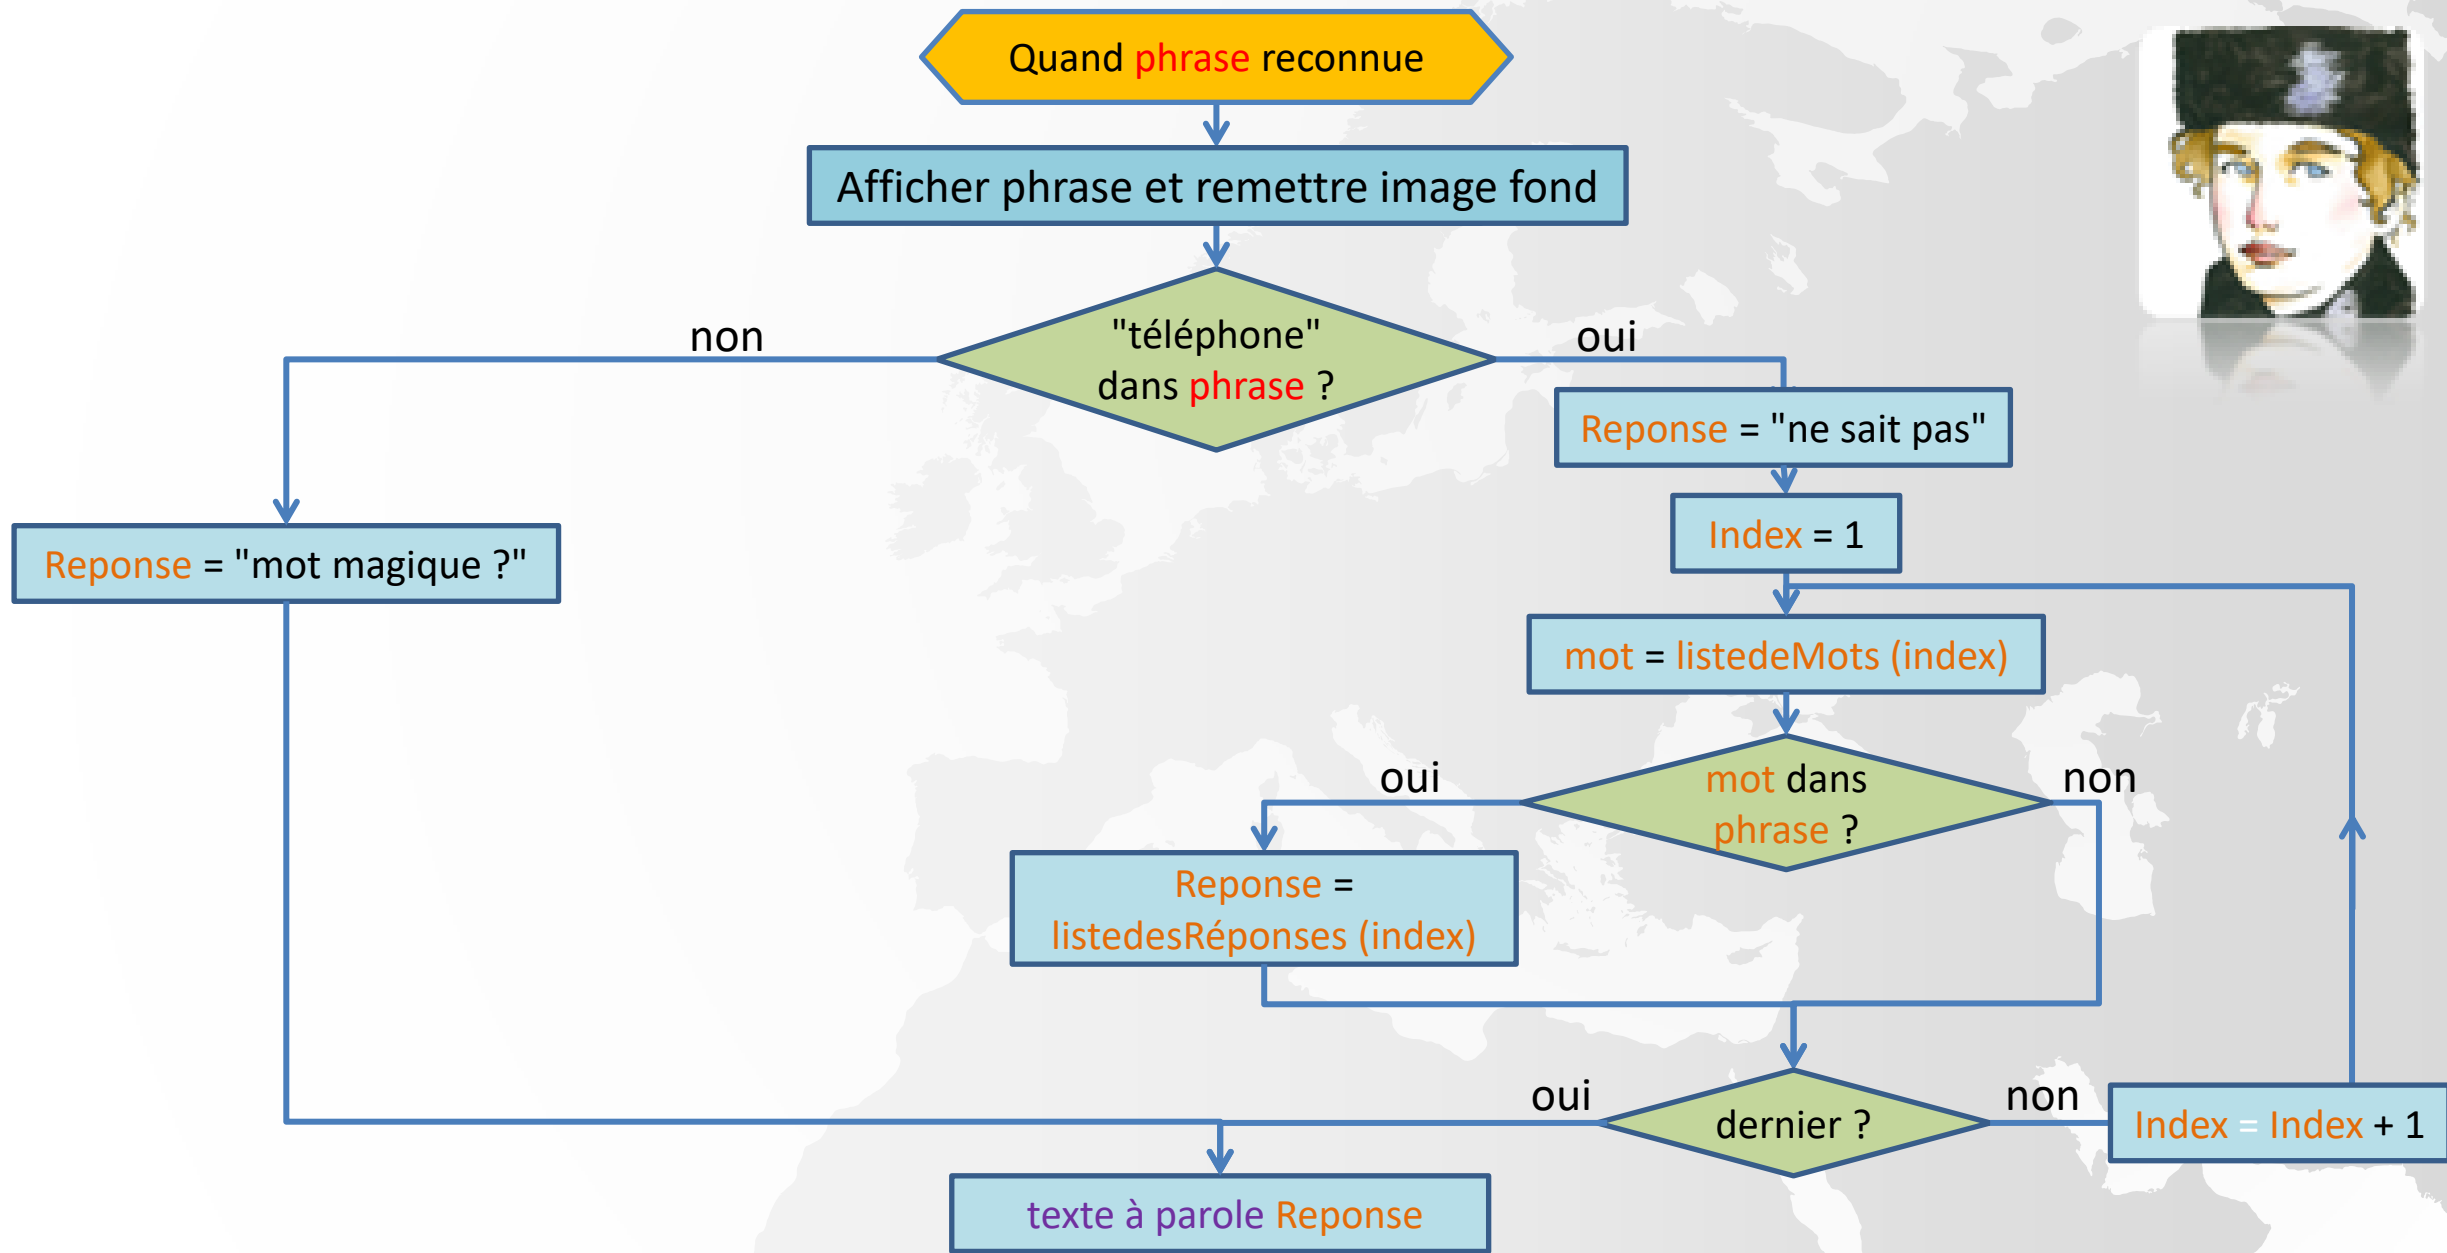 Quand phrase reconnue
Afficher phrase et remettre image fond
non
"téléphone"
dans phrase ?
oui
Reponse = "ne sait pas"
Index = 1
Reponse = "mot magique ?"
mot = listedeMots (index)
oui
mot dans
phrase ?
non
Reponse =
listedesRéponses (index)
oui
dernier ?
non
Index = Index + 1
texte à parole Reponse